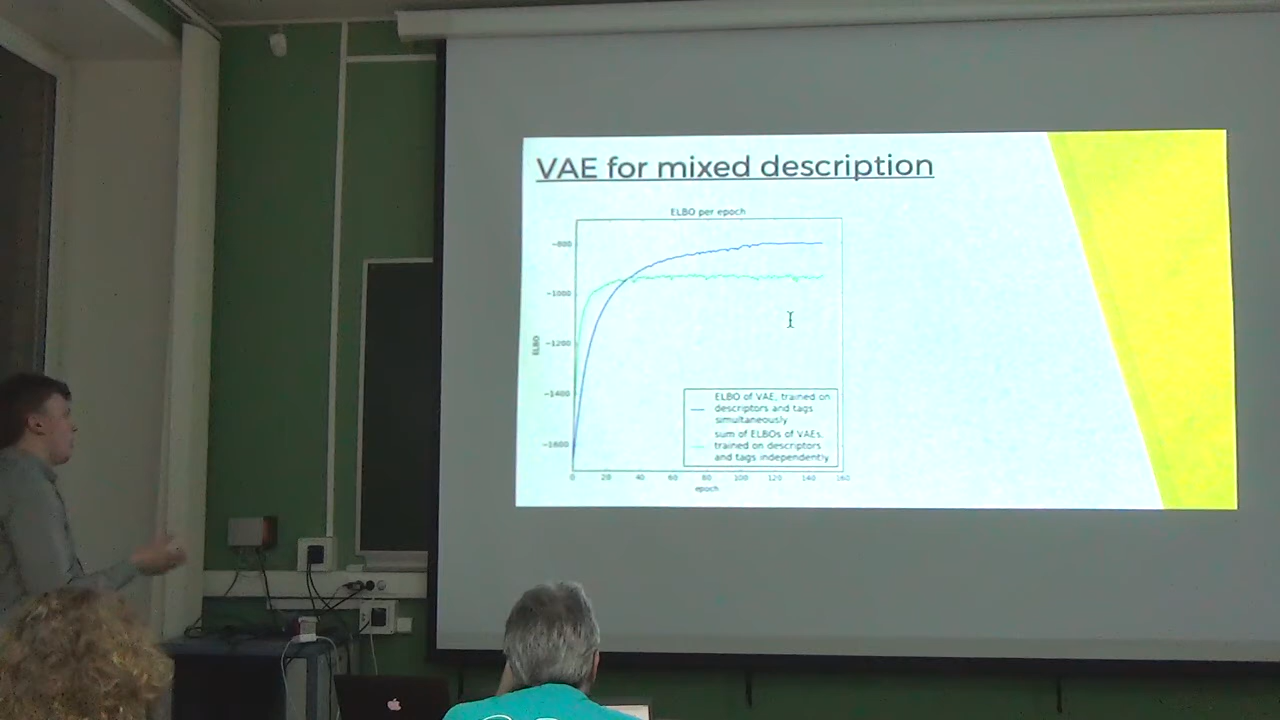 VAE for mixed description
ELBO per epoch
-800
-1000
-1200
-1400
-1600
ELBO
0 20 40 60 80 100 120 140 160
epoch
ELBO of VAE, trained on
descriptors and tags
simultaneously
sum of ELBOs of VAEs,
trained on descriptors
and tags independently